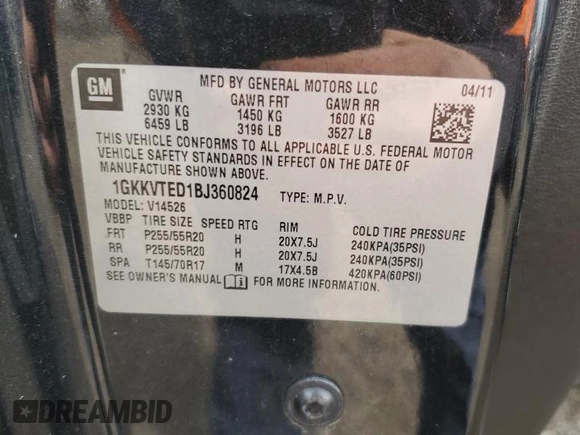 GM
MFD BY GENERAL MOTORS LLC
04/11
GVWR GAWR FRT GAWR RR
2930 KG 1450 KG 1600 KG
6459 LB 3196 LB 3527 LB
THIS VEHICLE CONFORMS TO ALL APPLICABLE U.S. FEDERAL MOTOR
VEHICLE SAFETY STANDARDS IN EFFECT ON THE DATE OF
MANUFACTURE SHOWN ABOVE.
1GKKVTED1BJ360824 TYPE: M.P.V.
MODEL: V14526
VBBP TIRE SIZE SPEED RTG RIM COLD TIRE PRESSURE
FRT P255/55R20 H 20X7.5J 240KPA(35PSI)
RR P255/55R20 H 20X7.5J 240KPA(35PSI)
SPA T145/70R17 M 17X4.5B 420KPA(60PSI)
SEE OWNER'S MANUAL FOR MORE INFORMATION.
DREAMBID